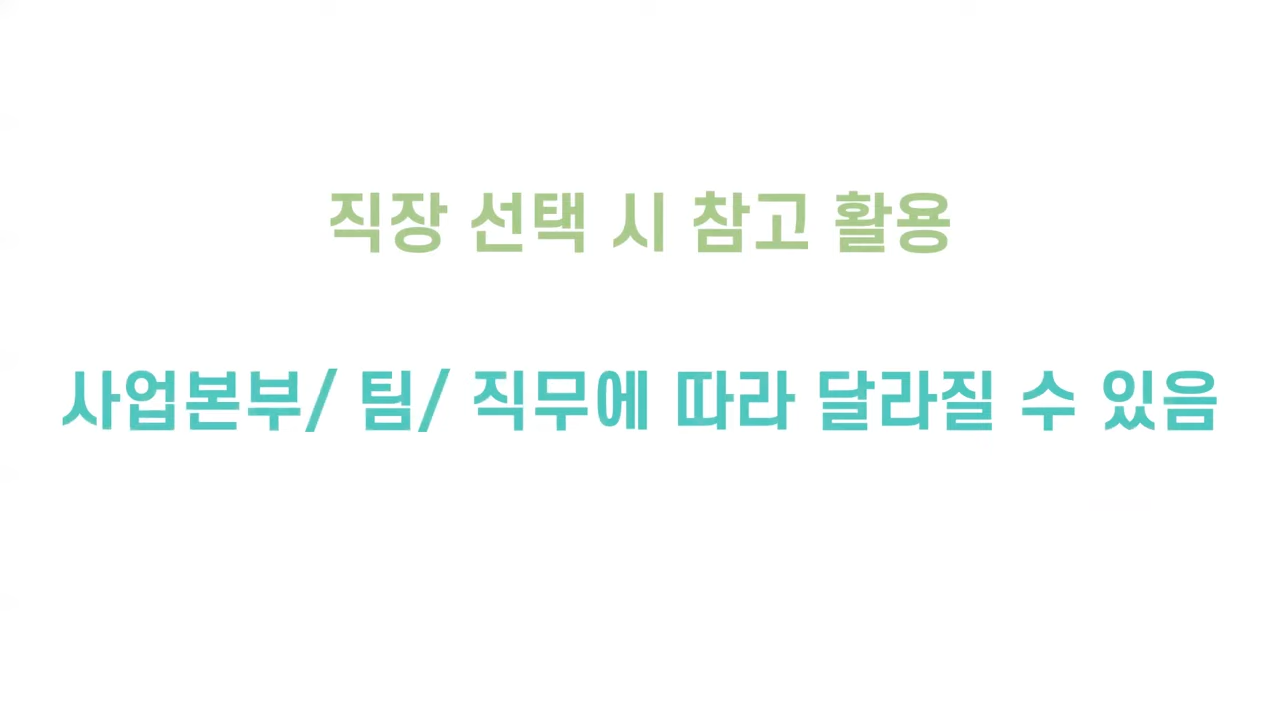 직장 선택 시 참고 활용
사업본부/ 팀/ 직무에 따라 달라질 수 있음